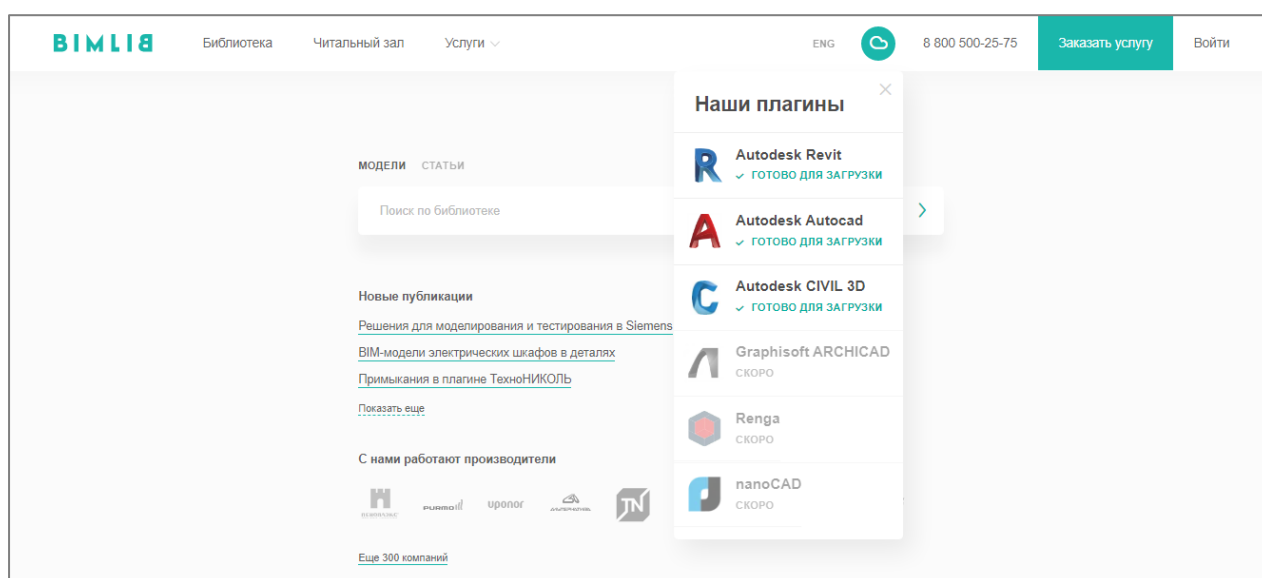 BIMLIB
Библиотека
Читальный зал
Услуги
ENG
8 800 500-25-75
Заказать услугу
Войти
МОДЕЛИ СТАТЬИ
Поиск по библиотеке
Новые публикации
Решения для моделирования и тестирования в Siemens
BIM-модели электрических шкафов в деталях
Примыкания в плагине ТехноНИКОЛЬ
Показать еще
С нами работают производители
PURMO
uponor
TN
Еще 300 компаний
Наши плагины
Autodesk Revit
ГОТОВО ДЛЯ ЗАГРУЗКИ
Autodesk Autocad
ГОТОВО ДЛЯ ЗАГРУЗКИ
Autodesk CIVIL 3D
ГОТОВО ДЛЯ ЗАГРУЗКИ
Graphisoft ARCHICAD
СКОРО
Renga
СКОРО
nanoCAD
СКОРО